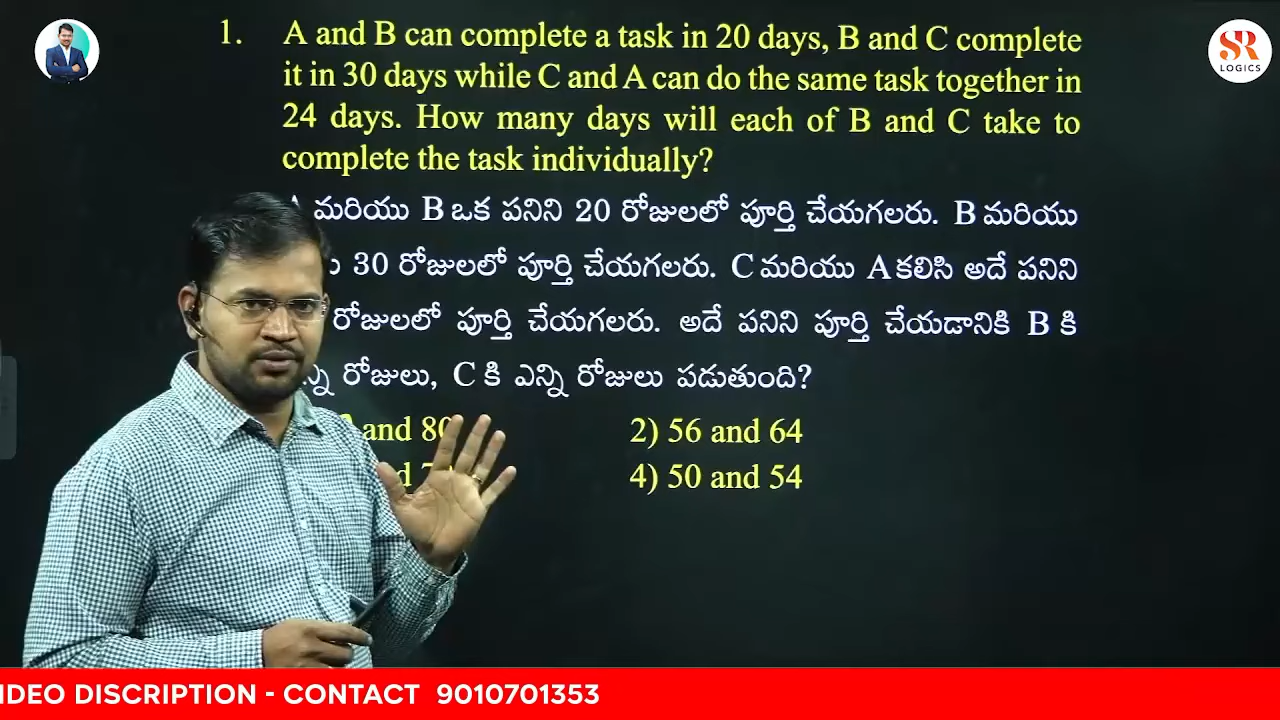 1. A and B can complete a task in 20 days, B and C complete
it in 30 days while C and A can do the same task together in
24 days. How many days will each of B and C take to
complete the task individually?
A మరియు B ఒక పనిని 20 రోజులలో పూర్తి చేయగలరు. B మరియు
30 రోజులలో పూర్తి చేయగలరు. C మరియు A కలిసి అదే పనిని
రోజులలో పూర్తి చేయగలరు. అదే పనిని పూర్తి చేయడానికి B కి
రోజులు, C కి ఎన్ని రోజులు పడుతుంది?
and 80 2) 56 and 64
4) 50 and 54
SR
LOGICS
DISCRIPTION - CONTACT 9010701353